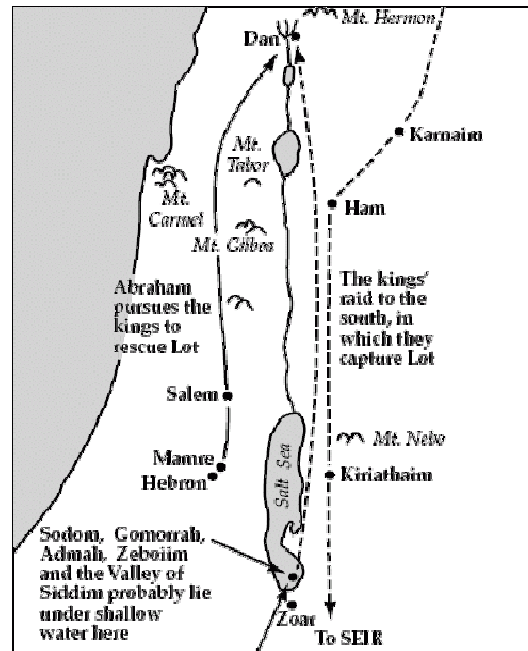 Mt. Hermon
Dan
Karnaim
Mt.
Tabor
Mt.
Carmel
Ham
Mt. Gilboa
Abraham
pursues the
kings to
rescue Lot
The kings'
raid to the
south, in
which they
capture Lot
Salem
Mt. Nebo
Mamre
Hebron
Salt Sea
Kiriathaim
Sodom, Gomorrah,
Admah, Zeboiim
and the Valley of
Siddim probably lie
under shallow
water here
Zoar
To SEIR